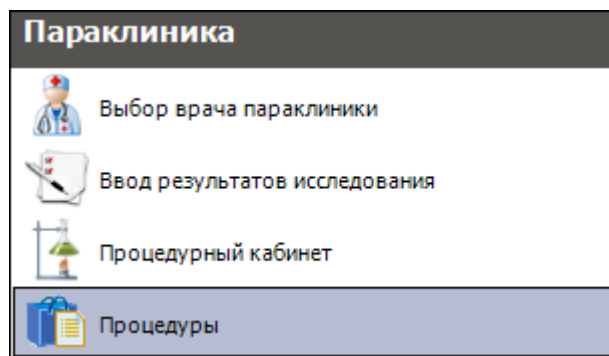 Параклиника
Выбор врача параклиники
Ввод результатов исследования
Процедурный кабинет
Процедуры